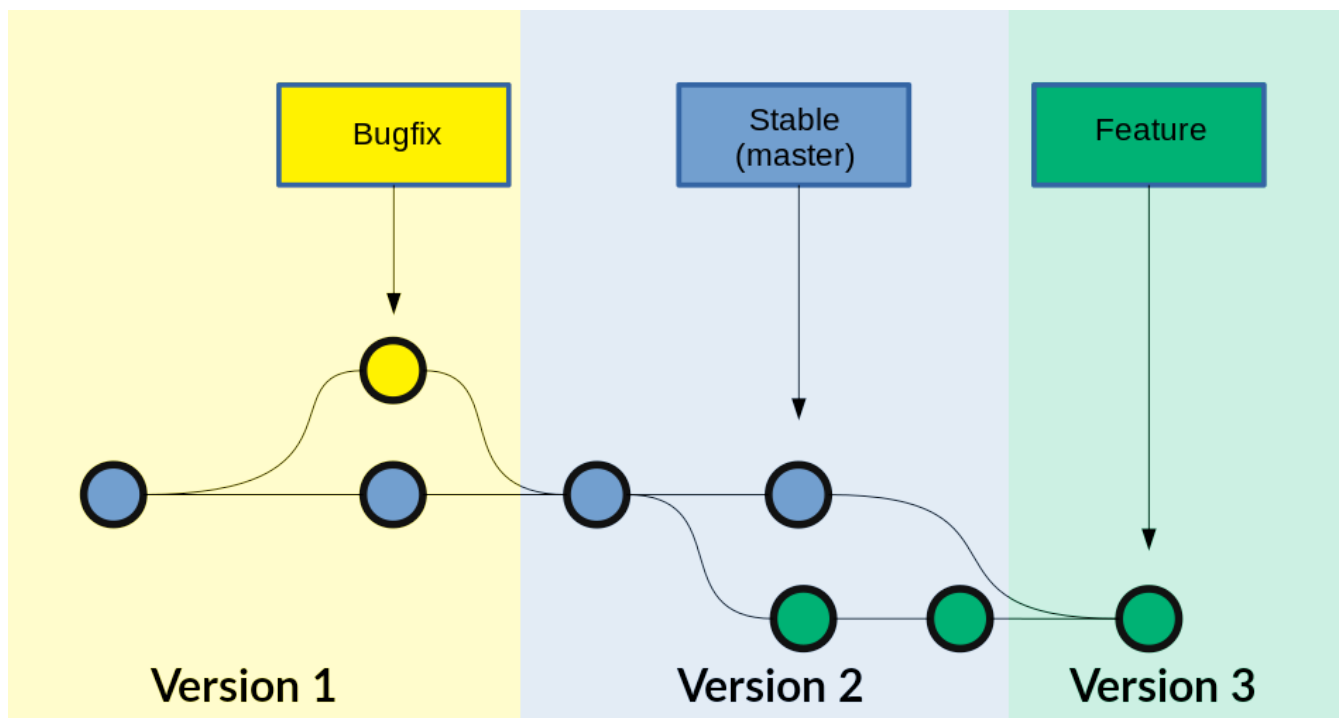 Bugfix
Stable
(master)
Feature
Version 1
Version 2
Version 3